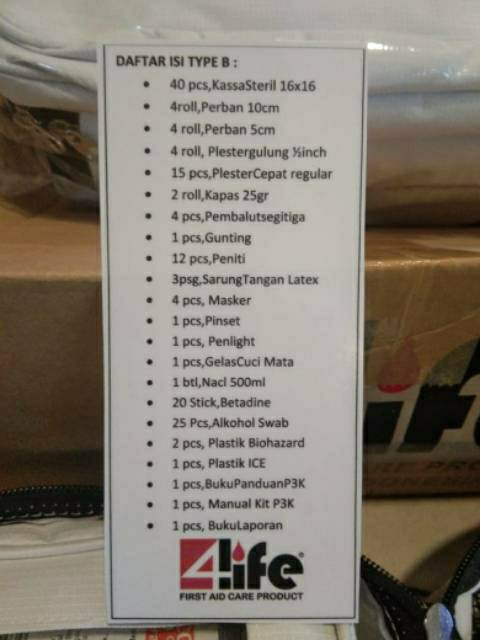 DAFTAR ISI TYPE B :
• 40 pcs,KassaSteril 16x16
• 4roll,Perban 10cm
• 4 roll,Perban 5cm
• 4 roll, Plestergulung ½inch
• 15 pcs,PlesterCepat regular
• 2 roll,Kapas 25gr
• 4 pcs,Pembalutsegitiga
• 1 pcs,Gunting
• 12 pcs,Peniti
• 3psg,SarungTangan Latex
• 4 pcs, Masker
• 1 pcs,Pinset
• 1 pcs, Penlight
• 1 pcs,GelasCuci Mata
• 1 btl,Nacl 500ml
• 20 Stick,Betadine
• 25 Pcs,Alkohol Swab
• 2 pcs, Plastik Biohazard
• 1 pcs, Plastik ICE
• 1 pcs,BukuPanduanP3K
• 1 pcs, Manual Kit P3K
• 1 pcs, BukuLaporan
4life
FIRST AID CARE PRODUCT